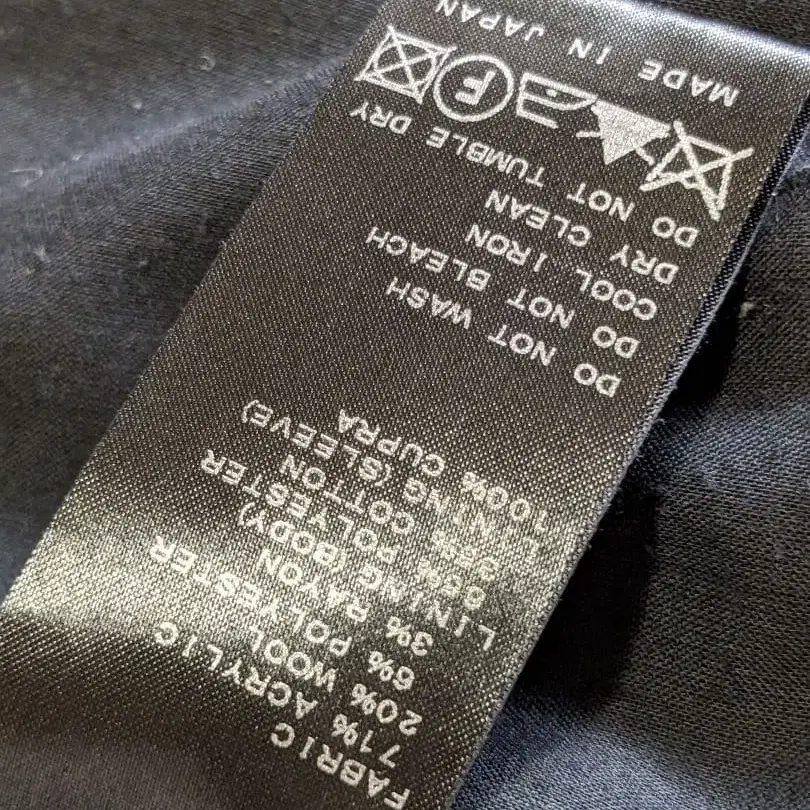 FABRIC
71% ACRYLIC
20% WOOL
6% POLYESTER
3% RAYON
LINING (BODY)
65% POLYESTER
35% COTTON
LINING (SLEEVE)
100% CUPRA
DO NOT WASH
DO NOT BLEACH
COOL IRON
DRY CLEAN
DO NOT TUMBLE DRY
F
MADE IN JAPAN